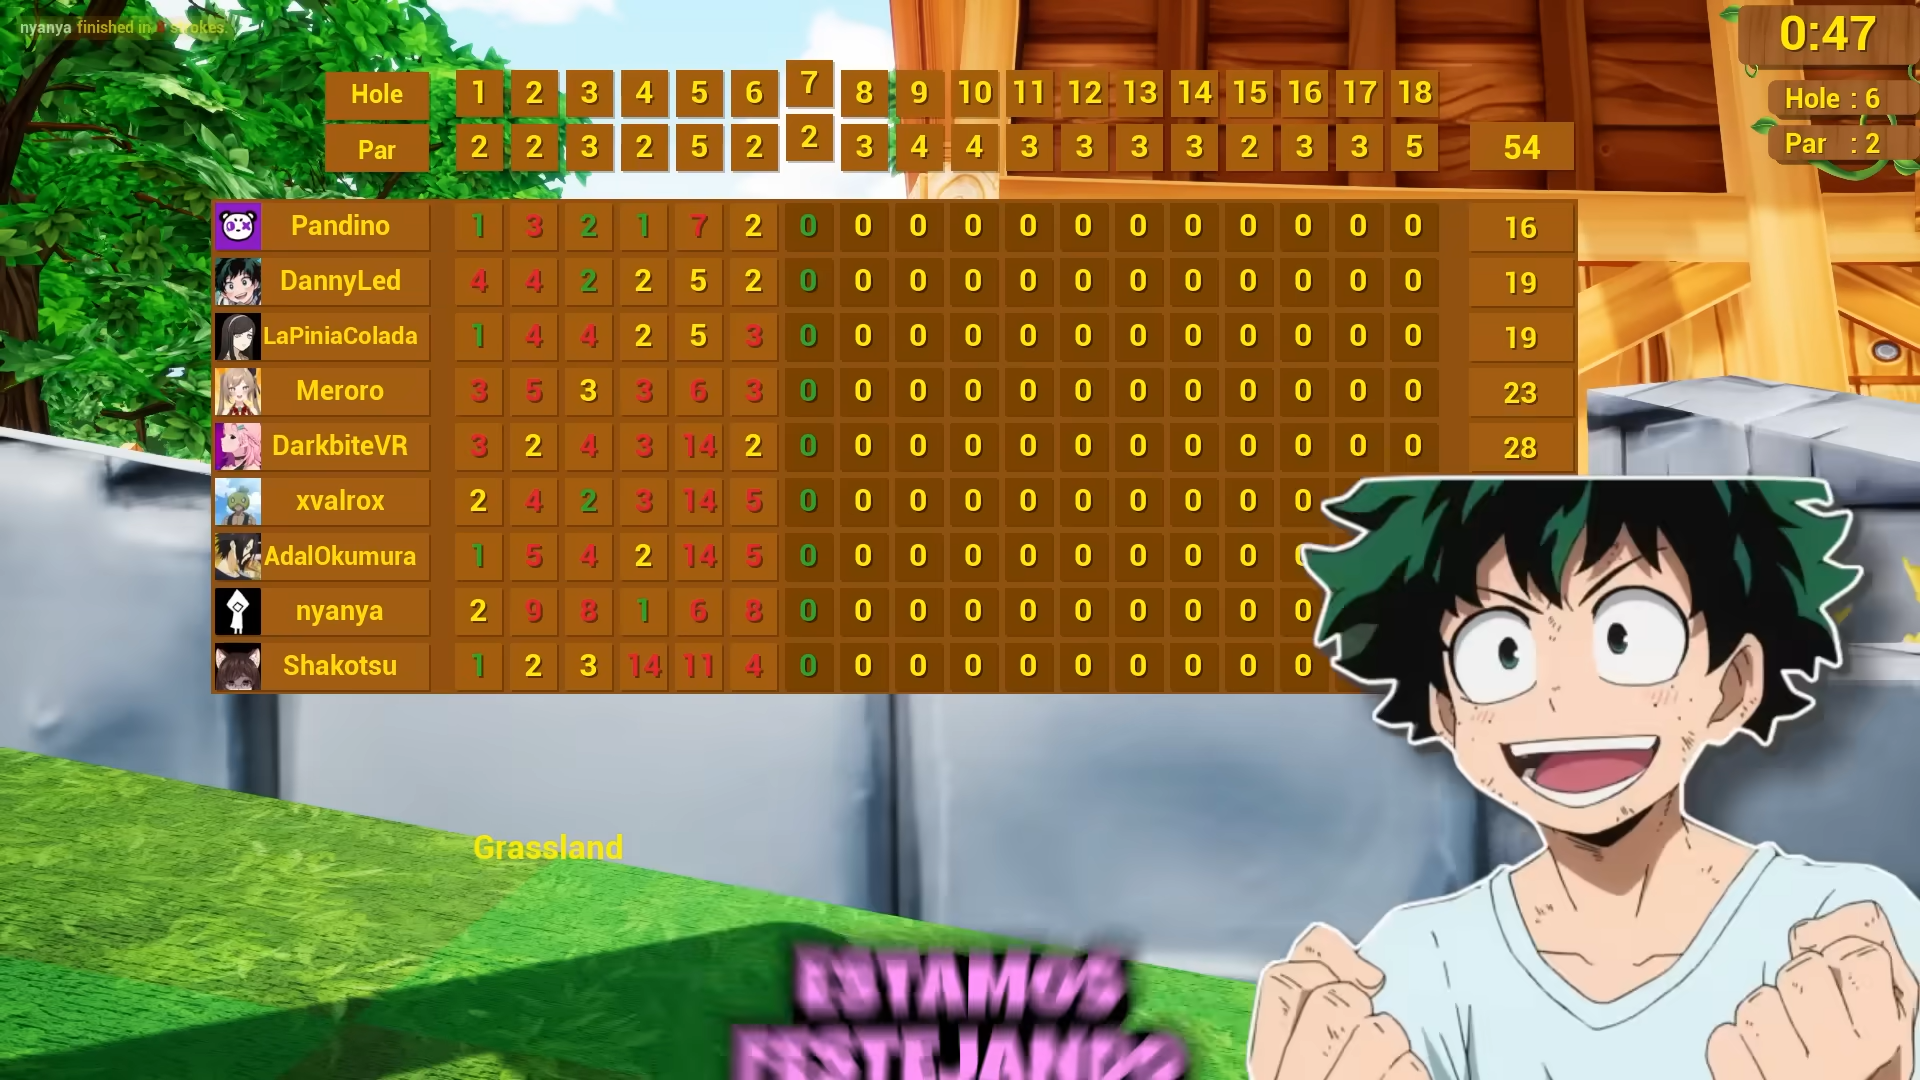 nyanya finished in 8 strokes.
0:47
Hole : 6
Par : 2
Hole 1 2 3 4 5 6 7 8 9 10 11 12 13 14 15 16 17 18
Par 2 2 3 2 5 2 2 3 4 4 3 3 3 3 2 3 3 5 54
Pandino 1 3 2 1 7 2 0 0 0 0 0 0 0 0 0 0 0 0 16
DannyLed 4 4 2 2 5 2 0 0 0 0 0 0 0 0 0 0 0 0 19
LaPiniaColada 1 4 4 2 5 3 0 0 0 0 0 0 0 0 0 0 0 0 19
Meroro 3 5 3 3 6 3 0 0 0 0 0 0 0 0 0 0 0 0 23
DarkbiteVR 3 2 4 3 14 2 0 0 0 0 0 0 0 0 0 0 0 0 28
xvalrox 2 4 2 3 14 5 0 0 0 0 0 0 0 0 0 0
AdalOkumura 1 5 4 2 14 5 0 0 0 0 0 0 0 0 0 0
nyanya 2 9 8 1 6 8 0 0 0 0 0 0 0 0 0 0
Shakotsu 1 2 3 14 11 4 0 0 0 0 0 0 0 0 0 0
Grassland
ESTAMOS
FESTEJANDO